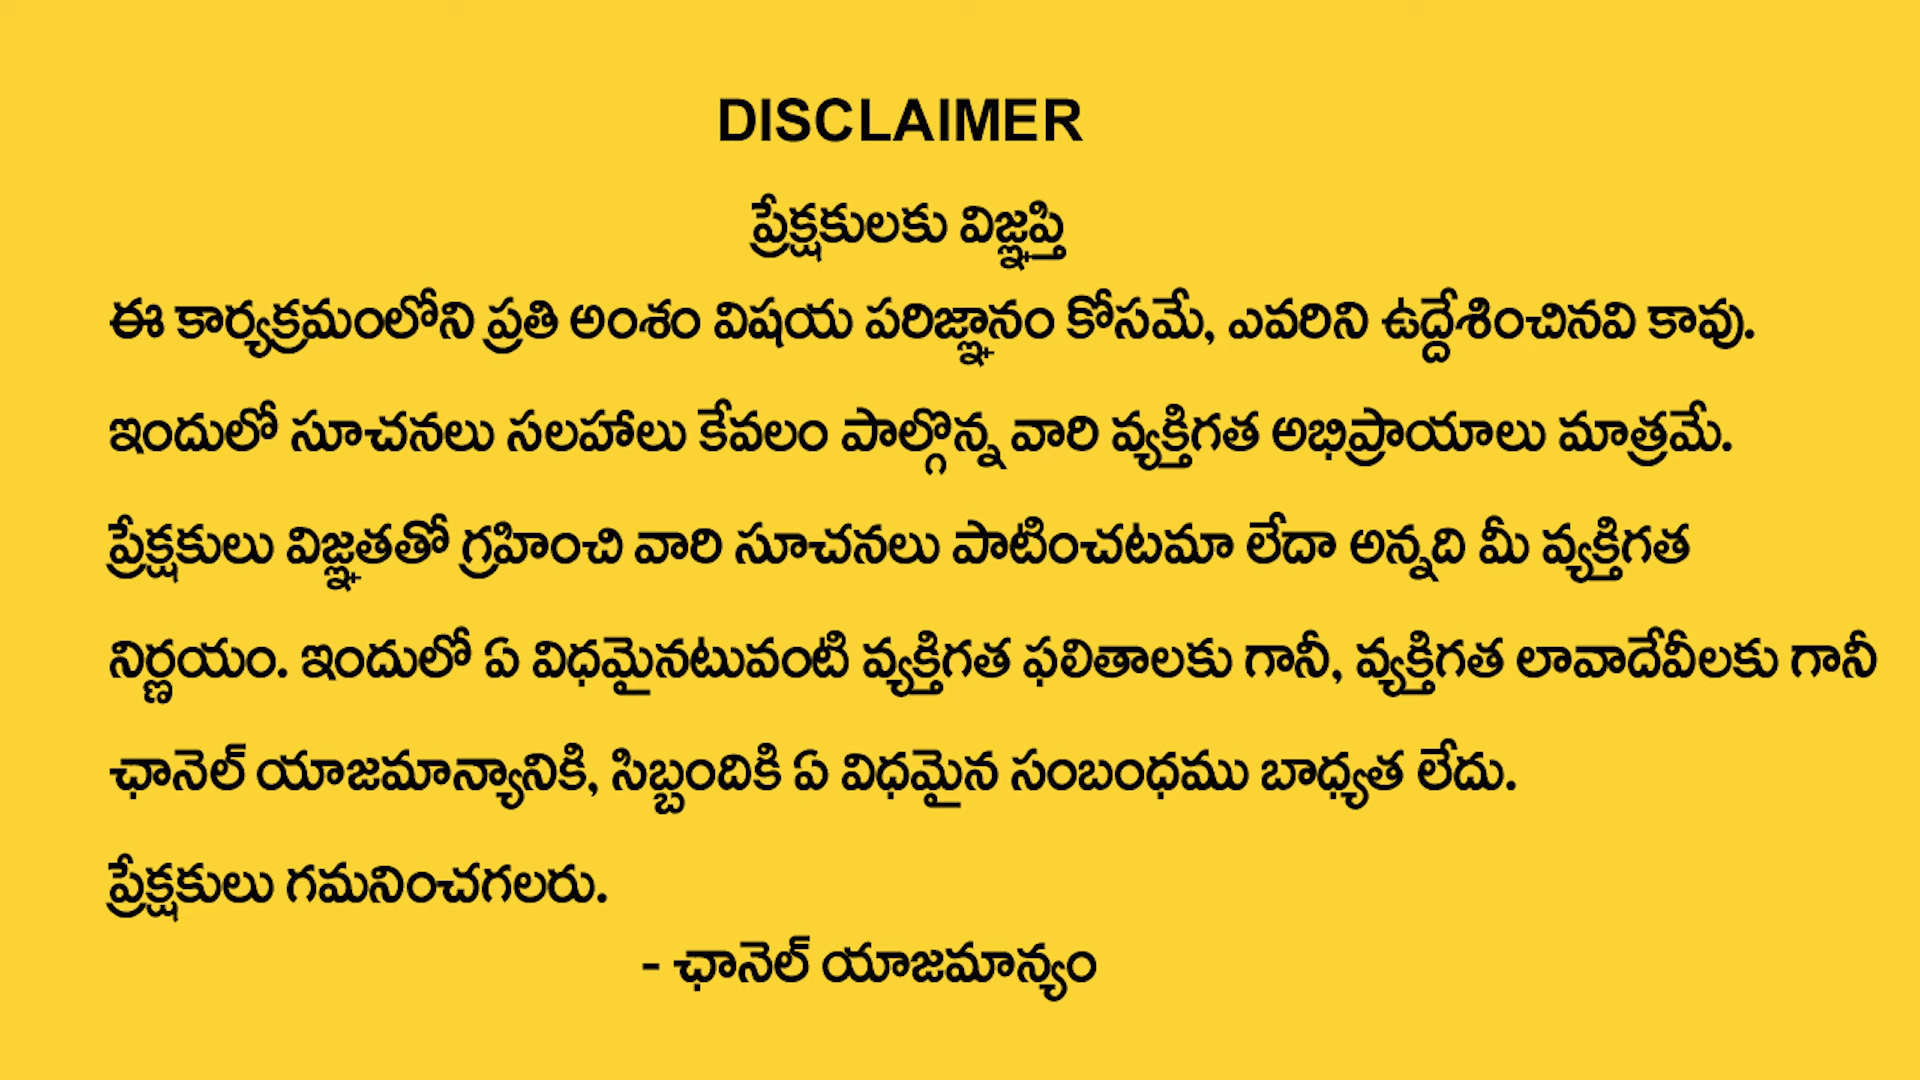 DISCLAIMER
ప్రేక్షకులకు విజ్ఞప్తి
ఈ కార్యక్రమంలోని ప్రతి అంశం విషయ పరిజ్ఞానం కోసమే, ఎవరిని ఉద్దేశించినవి కావు.
ఇందులో సూచనలు సలహాలు కేవలం పాల్గొన్న వారి వ్యక్తిగత అభిప్రాయాలు మాత్రమే.
ప్రేక్షకులు విజ్ఞతతో గ్రహించి వారి సూచనలు పాటించటమా లేదా అన్నది మీ వ్యక్తిగత
నిర్ణయం. ఇందులో ఏ విధమైనటువంటి వ్యక్తిగత ఫలితాలకు గానీ, వ్యక్తిగత లావాదేవీలకు గానీ
ఛానెల్ యాజమాన్యానికి, సిబ్బందికి ఏ విధమైన సంబంధము బాధ్యత లేదు.
ప్రేక్షకులు గమనించగలరు.
- ఛానెల్ యాజమాన్యం